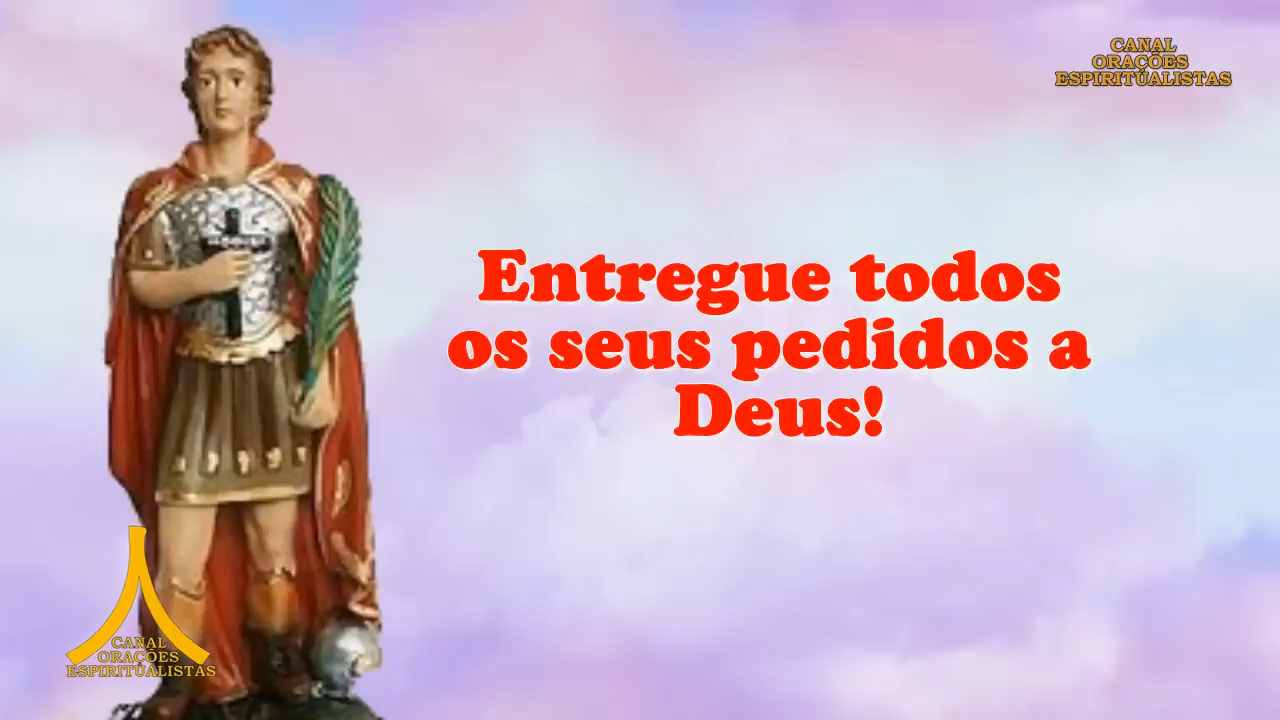 CANAL
ORAÇÕES
ESPIRITUALISTAS
Entregue todos
os seus pedidos a
Deus!
CANAL
ORAÇÕES
ESPIRITUALISTAS